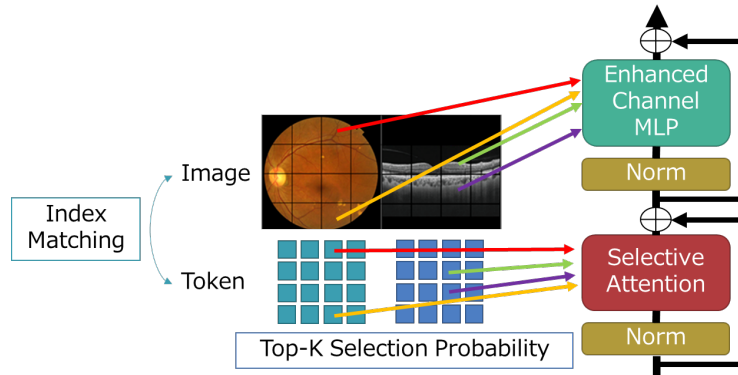 Image
Index
Matching
Token
Top-K Selection Probability
Enhanced
Channel
MLP
Norm
Selective
Attention
Norm